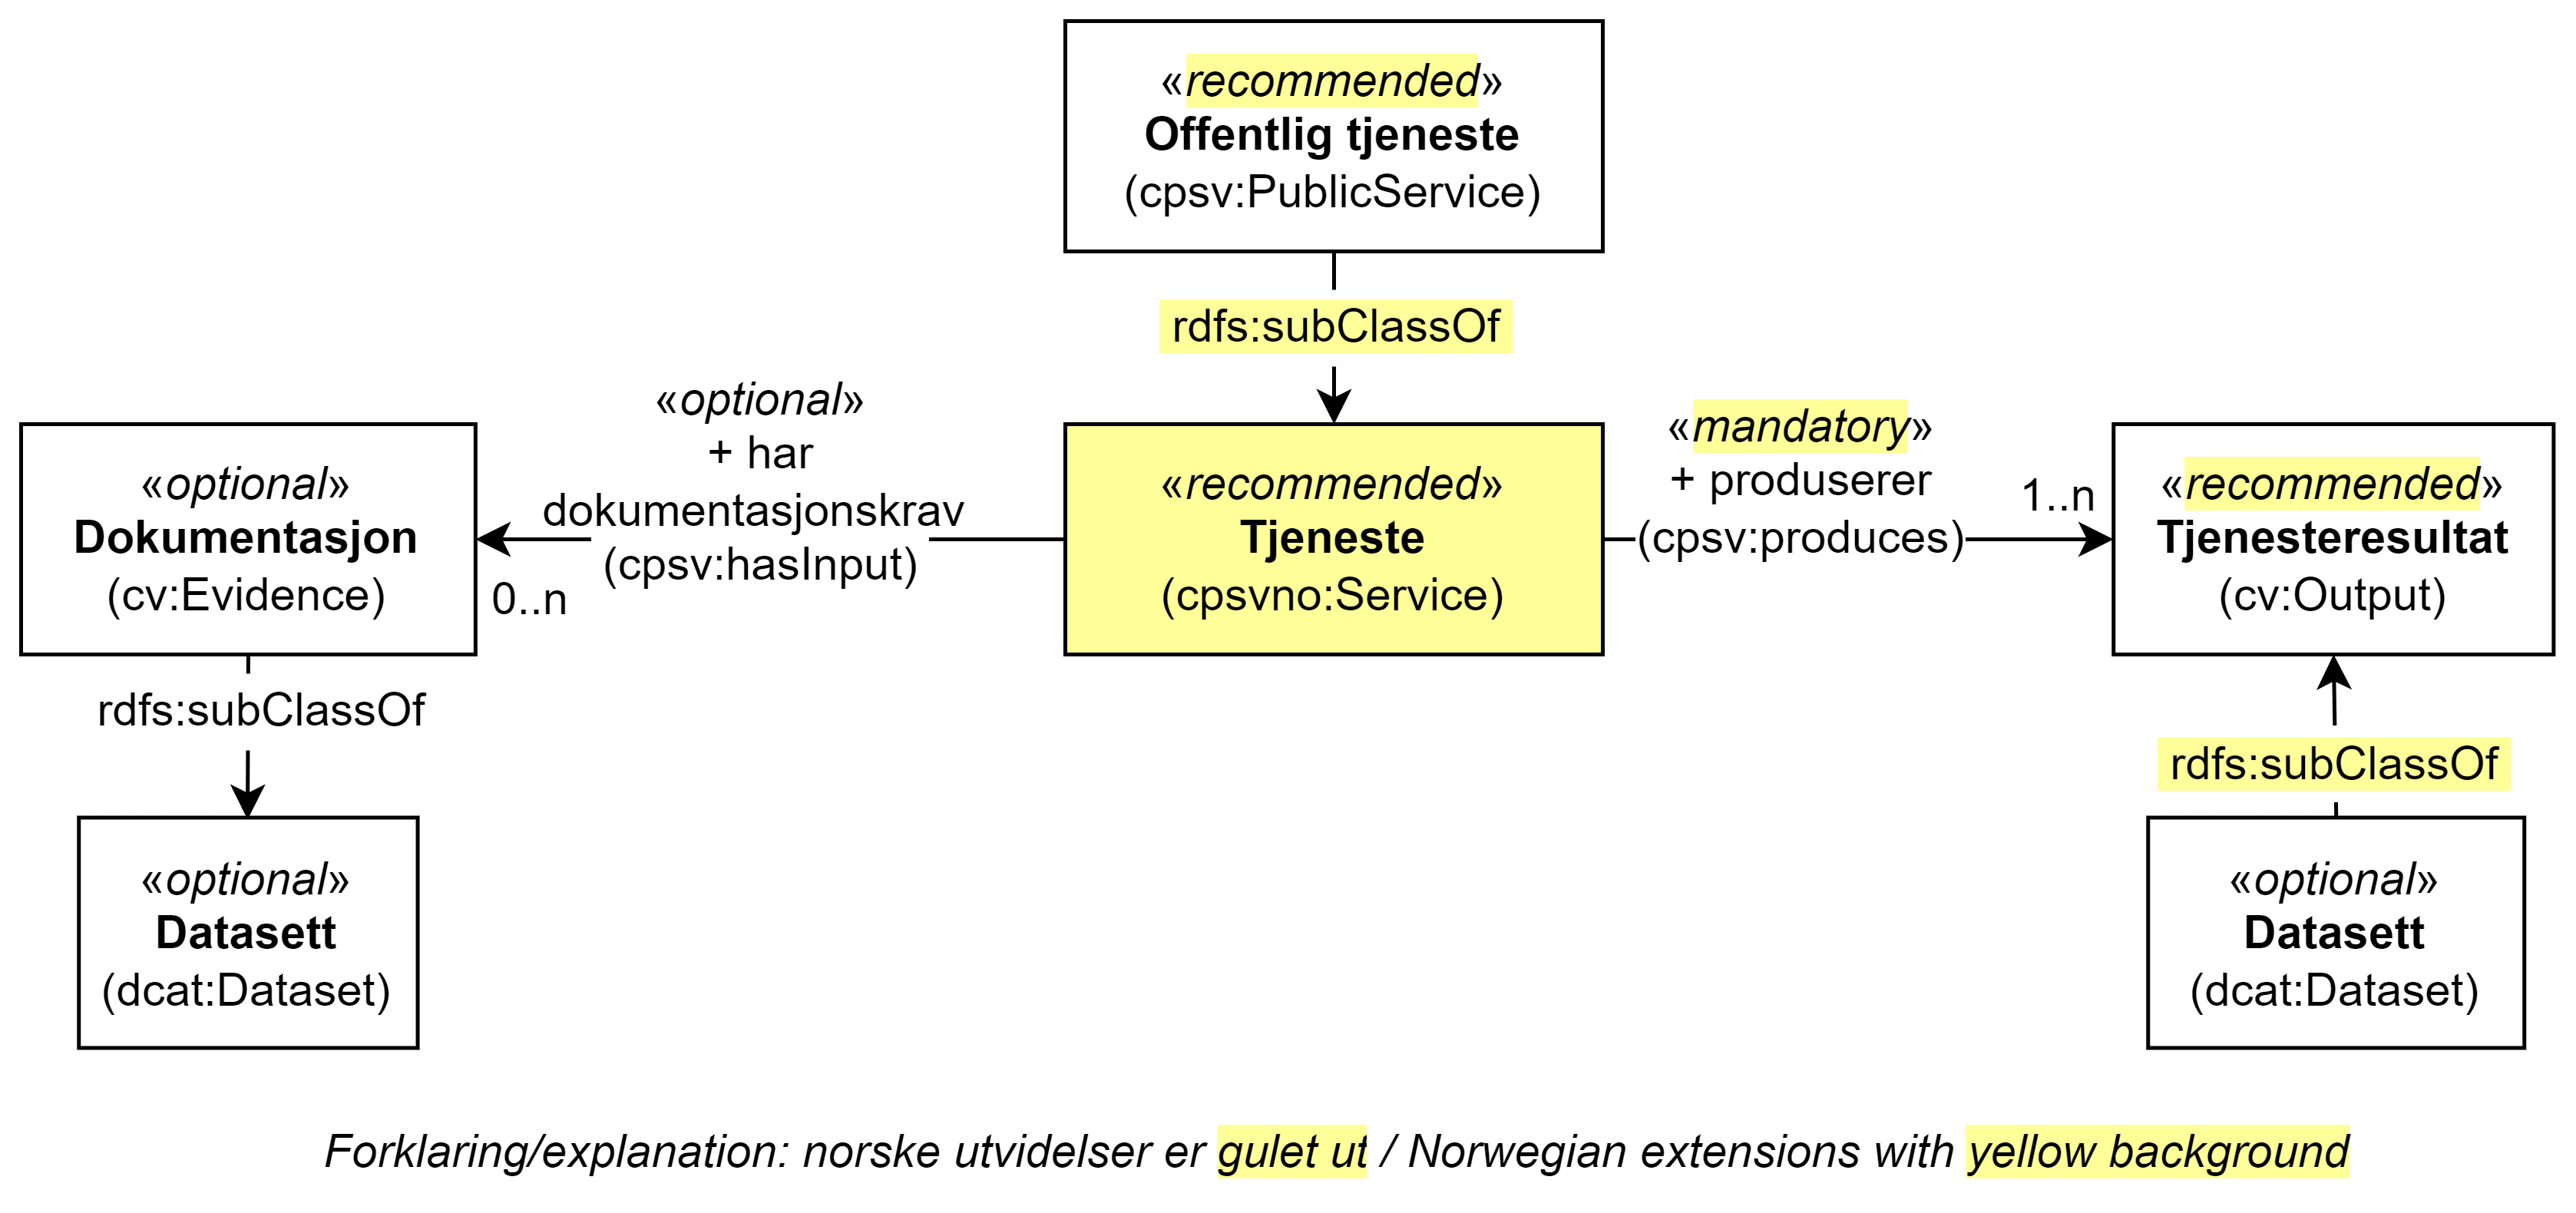 «recommended»
Offentlig tjeneste
(cpsv:PublicService)
rdfs:subClassOf
«optional»
Dokumentasjon
(cv:Evidence)
«optional»
+ har
dokumentasjonskrav
(cpsv:hasInput)
0..n
«recommended»
Tjeneste
(cpsvno:Service)
«mandatory»
+ produserer
(cpsv:produces)
1..n
«recommended»
Tjenesteresultat
(cv:Output)
rdfs:subClassOf
rdfs:subClassOf
«optional»
Datasett
(dcat:Dataset)
«optional»
Datasett
(dcat:Dataset)
Forklaring/explanation: norske utvidelser er gulet ut / Norwegian extensions with yellow background